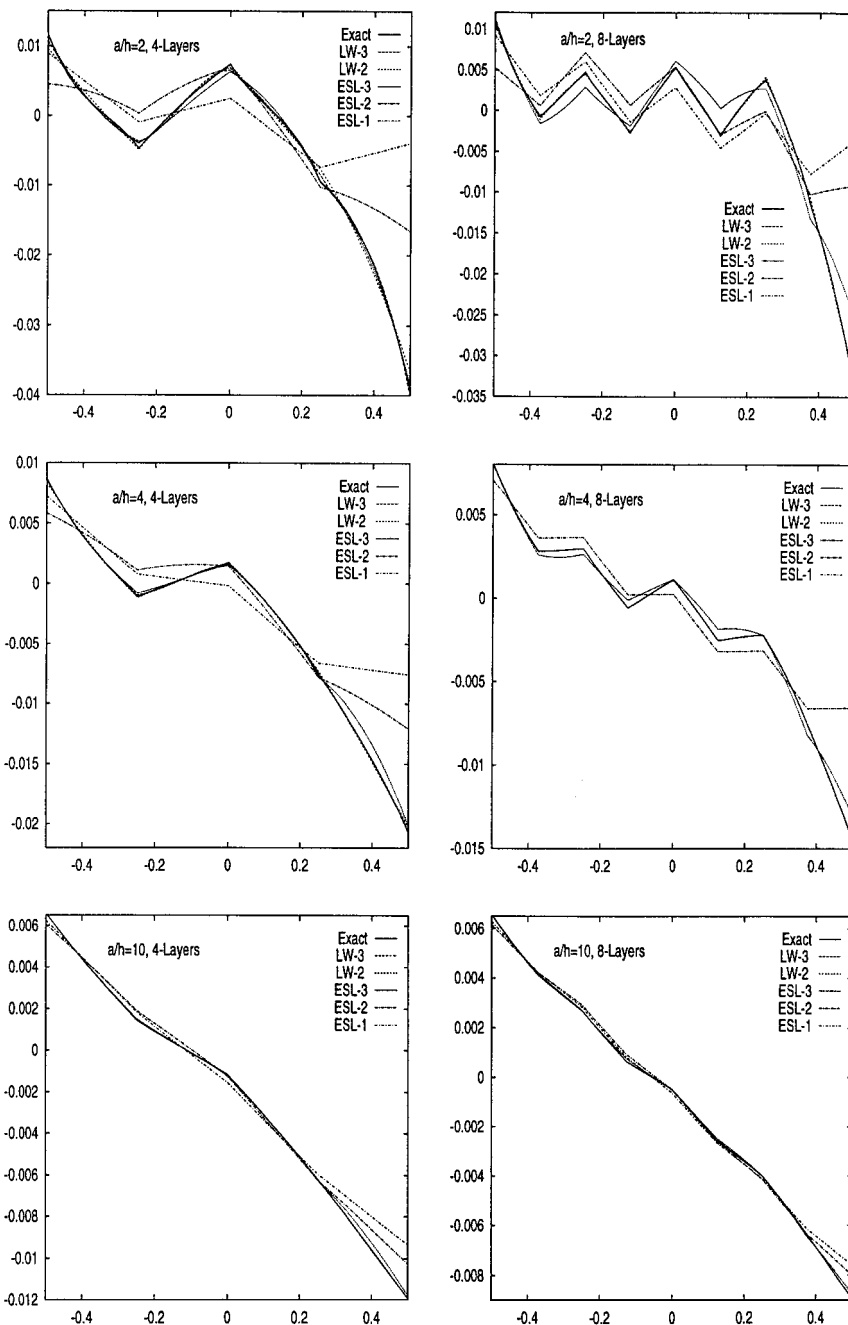 a/h=2, 4-Layers
Exact
LW-3
LW-2
ESL-3
ESL-2
ESL-1
0.01
0.005
0
-0.005
-0.01
-0.015
-0.02
-0.025
-0.03
-0.035
-0.04
-0.4
-0.2
0
0.2
0.4
a/h=2, 8-Layers
Exact
LW-3
LW-2
ESL-3
ESL-2
ESL-1
0.01
0.005
0
-0.005
-0.01
-0.015
-0.02
-0.025
-0.03
-0.035
-0.4
-0.2
0
0.2
0.4
a/h=4, 4-Layers
Exact
LW-3
LW-2
ESL-3
ESL-2
ESL-1
0.01
0.005
0
-0.005
-0.01
-0.015
-0.02
-0.4
-0.2
0
0.2
0.4
a/h=4, 8-Layers
Exact
LW-3
LW-2
ESL-3
ESL-2
ESL-1
0.005
0
-0.005
-0.01
-0.015
-0.4
-0.2
0
0.2
0.4
a/h=10, 4-Layers
Exact
LW-3
LW-2
ESL-3
ESL-2
ESL-1
0.006
0.004
0.002
0
-0.002
-0.004
-0.006
-0.008
-0.01
-0.012
-0.4
-0.2
0
0.2
0.4
a/h=10, 8-Layers
Exact
LW-3
LW-2
ESL-3
ESL-2
ESL-1
0.006
0.004
0.002
0
-0.002
-0.004
-0.006
-0.008
-0.4
-0.2
0
0.2
0.4